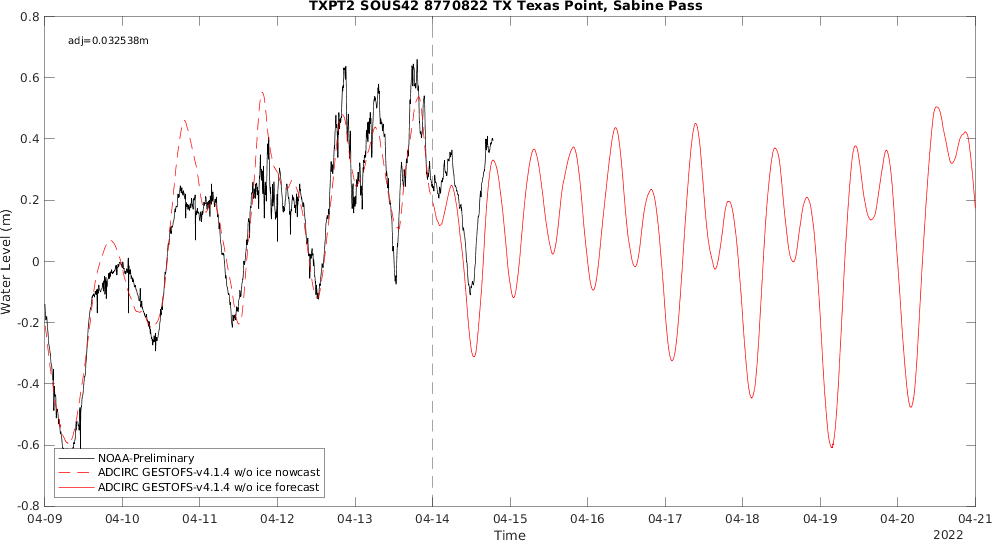 TXPT2 SOUS42 8770822 TX Texas Point, Sabine Pass
adj=0.032538m
0.8
0.6
0.4
0.2
0
-0.2
-0.4
-0.6
-0.8
Water Level (m)
NOAA-Preliminary
ADCIRC GESTOFS-v4.1.4 w/o ice nowcast
ADCIRC GESTOFS-v4.1.4 w/o ice forecast
04-09 04-10 04-11 04-12 04-13 04-14 04-15 04-16 04-17 04-18 04-19 04-20 04-21
Time
2022